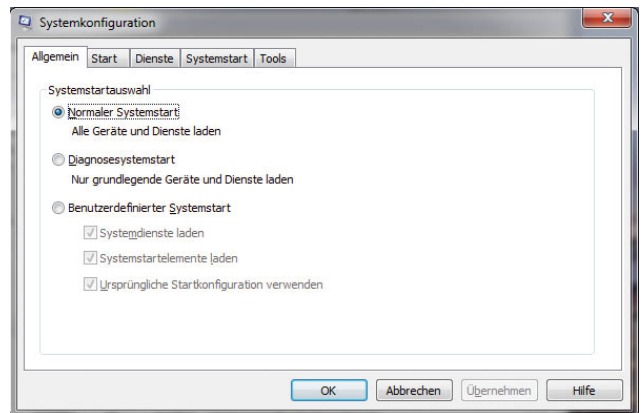 Systemkonfiguration
Allgemein Start Dienste Systemstart Tools
Systemstartauswahl
Normaler Systemstart
Alle Geräte und Dienste laden
Diagnosesystemstart
Nur grundlegende Geräte und Dienste laden
Benutzerdefinierter Systemstart
Systemdienste laden
Systemstartelemente laden
Ursprüngliche Startkonfiguration verwenden
OK Abbrechen Übernehmen Hilfe